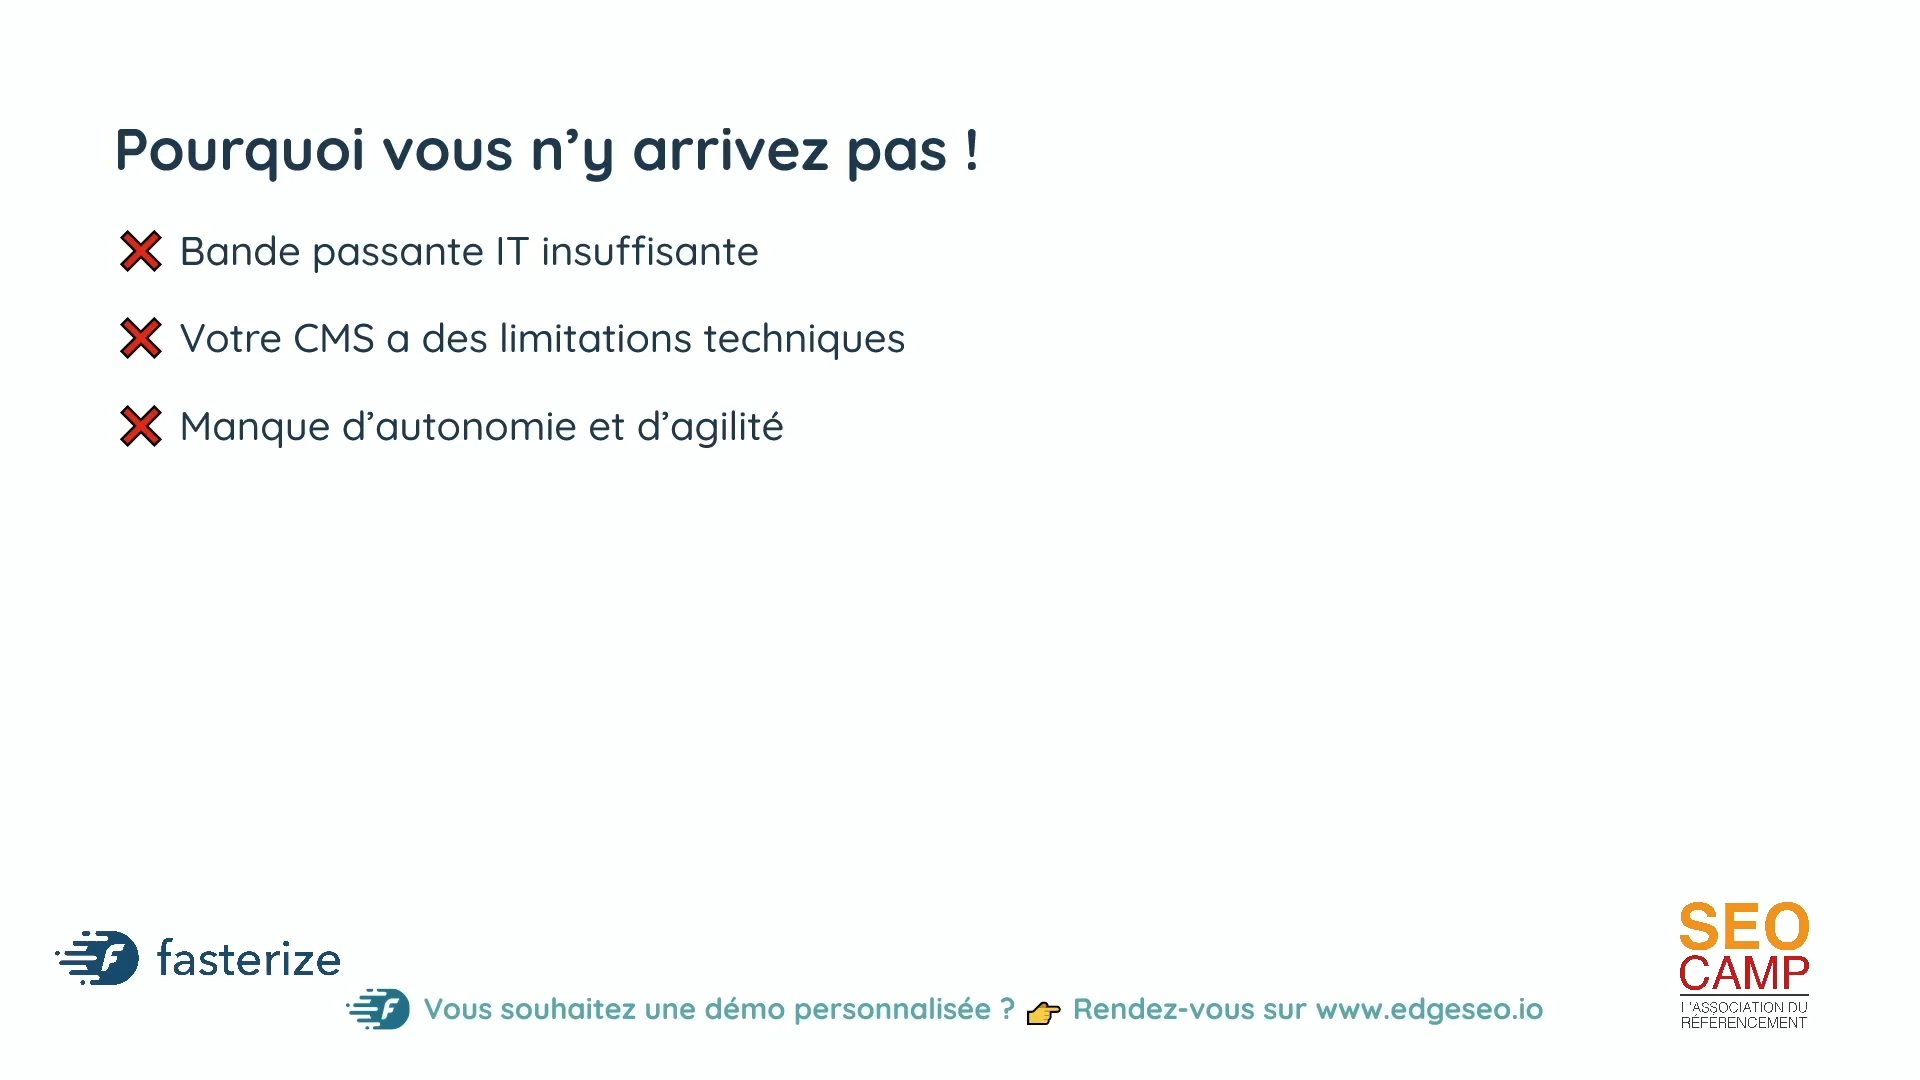 Pourquoi vous n’y arrivez pas !
❌ Bande passante IT insuffisante
❌ Votre CMS a des limitations techniques
❌ Manque d’autonomie et d’agilité
fasterize
Vous souhaitez une démo personnalisée ? 👉 Rendez-vous sur www.edgeseo.io
SEO
CAMP
L'ASSOCIATION DU
RÉFÉRENCEMENT